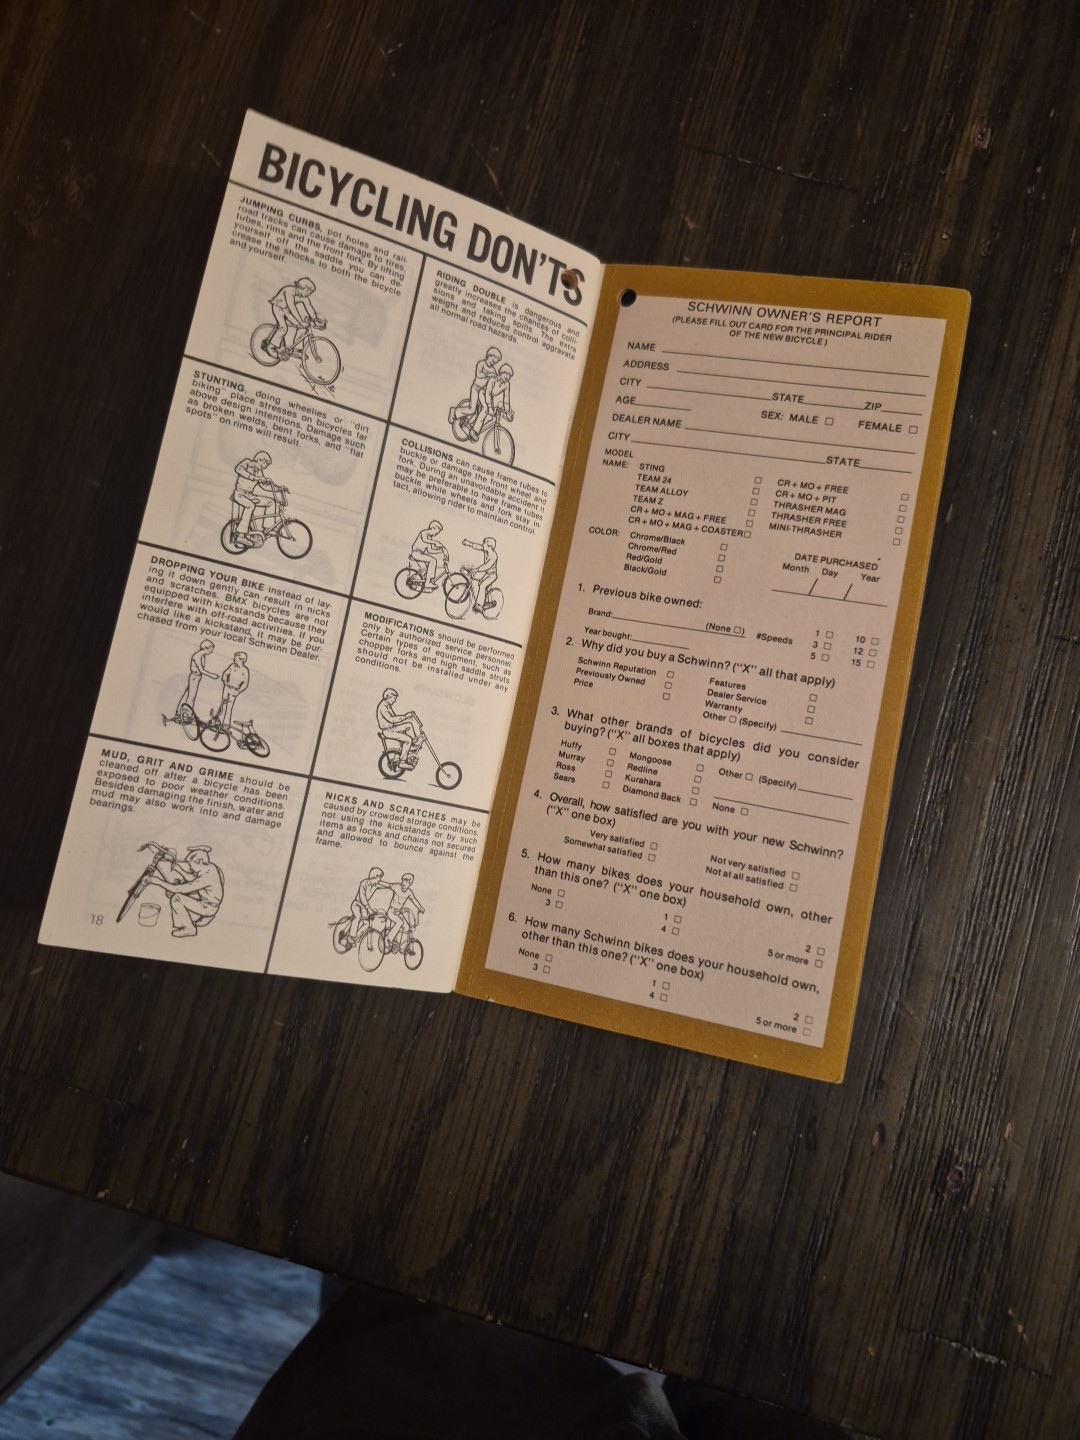 BICYCLING DON'TS
JUMPING CURBS, pot holes and rail-
road tracks can cause damage to tires,
tubes, rims and the front fork. By lifting
yourself off the saddle you can de-
crease the shocks to both the bicycle
and yourself.
RIDING DOUBLE is dangerous and
greatly increases the chances of colli-
sions and taking spills. The extra
weight and reduced control aggravate
all normal road hazards.
STUNTING, doing wheelies or "dirt
biking" place stresses on bicycles far
above design intentions. Damage such
as broken welds, bent forks, and "flat
spots" on rims will result.
COLLISIONS can cause frame tubes to
buckle or damage the front wheel and
fork. During an unavoidable accident it
may be preferable to have frame tubes
buckle while wheels and fork stay in-
tact, allowing rider to maintain control.
DROPPING YOUR BIKE instead of lay-
ing it down gently can result in nicks
and scratches. BMX bicycles are not
equipped with kickstands because they
interfere with off-road activities. If you
would like a kickstand, it may be pur-
chased from your local Schwinn Dealer.
MODIFICATIONS should be performed
only by authorized service personnel.
Certain types of equipment, such as
chopper forks and high saddle struts
should not be installed under any
conditions.
MUD, GRIT AND GRIME should be
cleaned off after a bicycle has been
exposed to poor weather conditions.
Besides damaging the finish, water and
mud may also work into and damage
bearings.
NICKS AND SCRATCHES may be
caused by crowded storage conditions,
not using the kickstands or by such
items as locks and chains not secured
and allowed to bounce against the
frame.
18
SCHWINN OWNER'S REPORT
(PLEASE FILL OUT CARD FOR THE PRINCIPAL RIDER
OF THE NEW BICYCLE)
NAME
ADDRESS
CITY STATE ZIP
AGE SEX: MALE □ FEMALE □
DEALER NAME
CITY STATE
MODEL
NAME: STING □ CR + MO + FREE □
TEAM 24 □ CR + MO + PIT □
TEAM ALLOY □ THRASHER MAG □
TEAM Z □ THRASHER FREE □
CR + MO + MAG + FREE □ MINI-THRASHER □
CR + MO + MAG + COASTER □
COLOR: Chrome/Black □
Chrome/Red □
Red/Gold □
Black/Gold □
DATE PURCHASED
Month Day Year
/ /
1. Previous bike owned:
Brand: (None □) #Speeds 1 □ 10 □
3 □ 12 □
Year bought: 5 □ 15 □
2. Why did you buy a Schwinn? ("X" all that apply)
Schwinn Reputation □ Features □
Previously Owned □ Dealer Service □
Price □ Warranty □
Other □ (Specify)
3. What other brands of bicycles did you consider
buying? ("X" all boxes that apply)
Huffy □ Mongoose □ Other □ (Specify)
Murray □ Redline □
Ross □ Kurahara □
Sears □ Diamond Back □ None □
4. Overall, how satisfied are you with your new Schwinn?
("X" one box)
Very satisfied □ Not very satisfied □
Somewhat satisfied □ Not at all satisfied □
5. How many bikes does your household own, other
than this one? ("X" one box)
None □ 1 □ 2 □
3 □ 4 □ 5 or more □
6. How many Schwinn bikes does your household own,
other than this one? ("X" one box)
None □ 1 □ 2 □
3 □ 4 □ 5 or more □